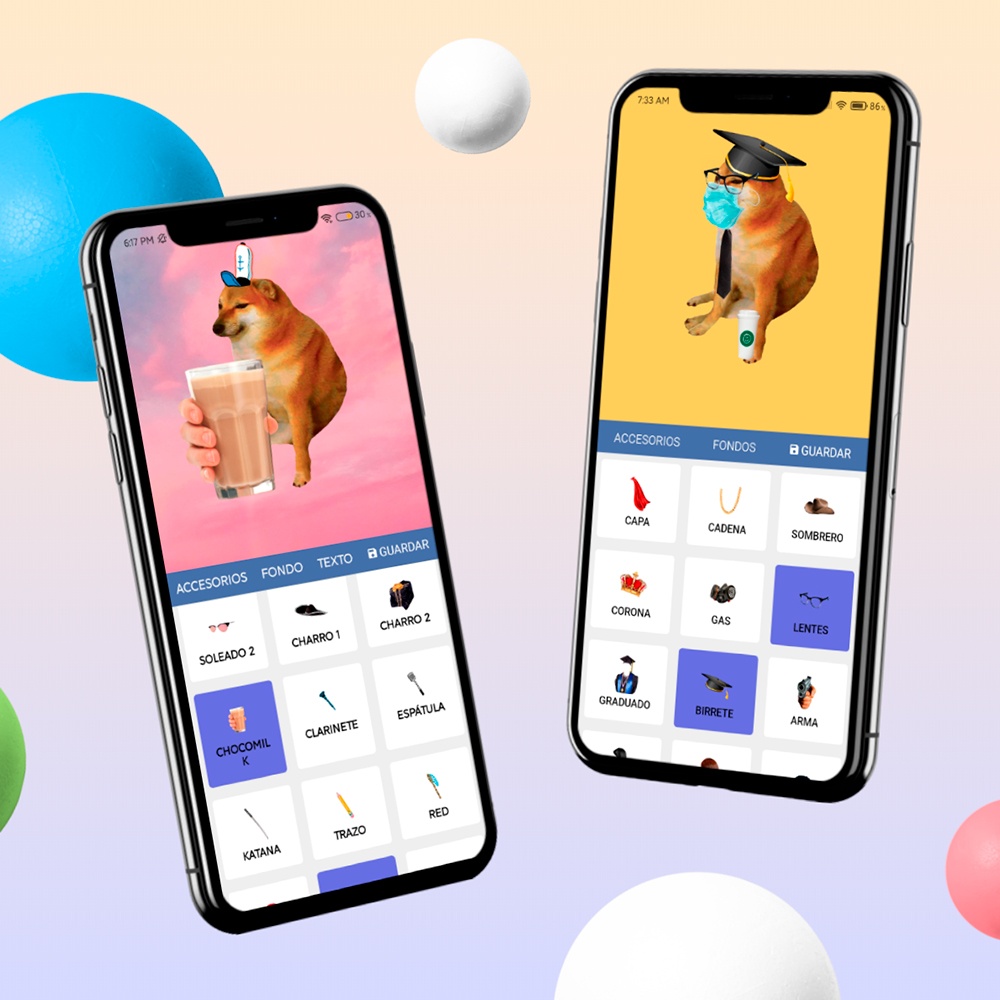 6:17 PM
30%
ACCESORIOS FONDO TEXTO GUARDAR
SOLEADO 2
CHARRO 1
CHARRO 2
CHOCOMIL
K
CLARINETE
ESPÁTULA
KATANA
TRAZO
RED
7:33 AM
86%
ACCESORIOS FONDOS GUARDAR
CAPA
CADENA
SOMBRERO
CORONA
GAS
LENTES
GRADUADO
BIRRETE
ARMA